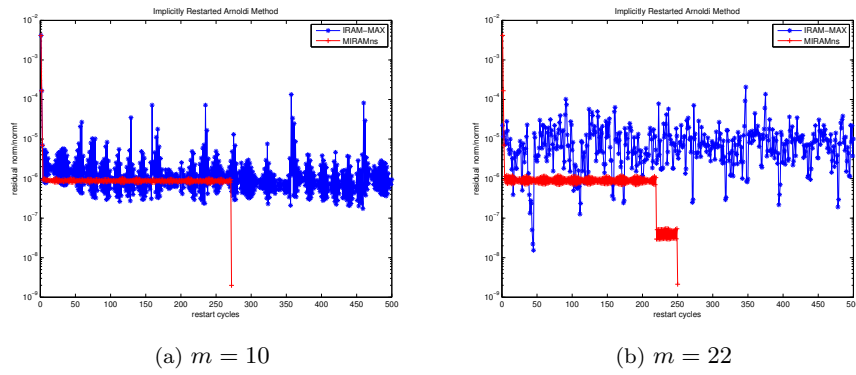 Implicitly Restarted Arnoldi Method
IRAM-MAX
MIRAMns
residual norm/normf
10^-2
10^-3
10^-4
10^-5
10^-6
10^-7
10^-8
10^-9
0 50 100 150 200 250 300 350 400 450 500
restart cycles
(a) m = 10
Implicitly Restarted Arnoldi Method
IRAM-MAX
MIRAMns
residual norm/normf
10^-2
10^-3
10^-4
10^-5
10^-6
10^-7
10^-8
10^-9
0 50 100 150 200 250 300 350 400 450 500
restart cycles
(b) m = 22